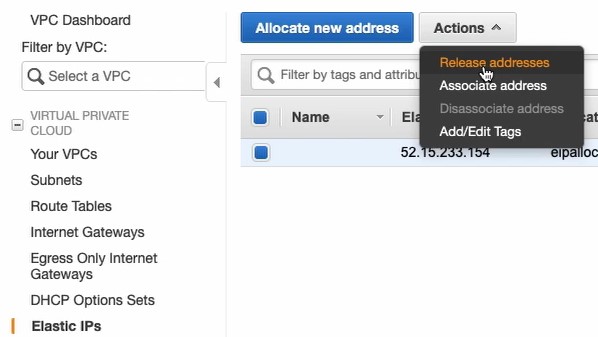 VPC Dashboard
Filter by VPC:
Select a VPC
VIRTUAL PRIVATE
CLOUD
Your VPCs
Subnets
Route Tables
Internet Gateways
Egress Only Internet
Gateways
DHCP Options Sets
Elastic IPs
Allocate new address
Actions
Release addresses
Associate address
Disassociate address
Add/Edit Tags
Filter by tags and attribu
Name
Ela
cat
52.15.233.154
eipalloc